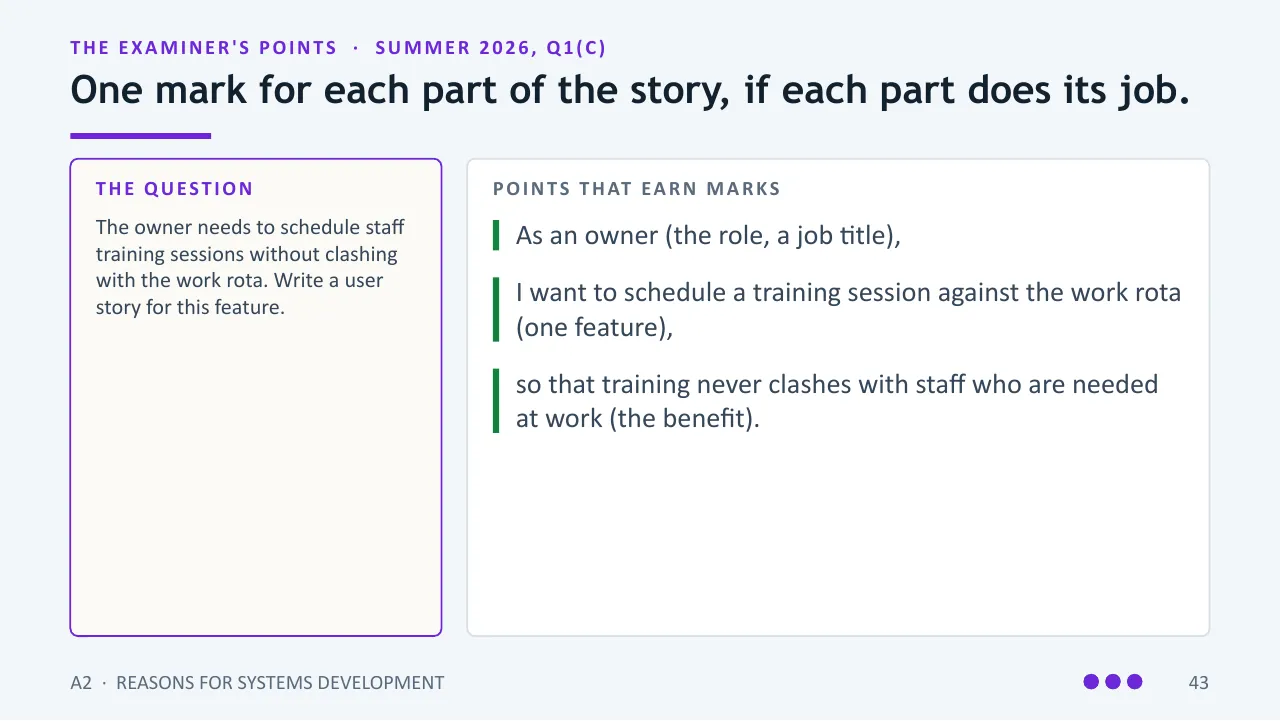 THE EXAMINER'S POINTS · SUMMER 2026, Q1(C)
One mark for each part of the story, if each part does its job.
THE QUESTION
The owner needs to schedule staff
training sessions without clashing
with the work rota. Write a user
story for this feature.
POINTS THAT EARN MARKS
As an owner (the role, a job title),
I want to schedule a training session against the work rota
(one feature),
so that training never clashes with staff who are needed
at work (the benefit).
A2 · REASONS FOR SYSTEMS DEVELOPMENT
43